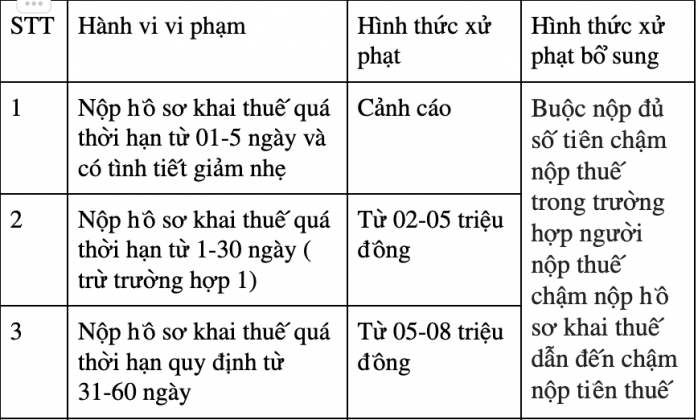 STT
Hành vi vi phạm
Hình thức xử
phạt
Hình thức xử
phạt bổ sung
1
Nộp hồ sơ khai thuế quá
thời hạn từ 01-5 ngày và
có tình tiết giảm nhẹ
Cảnh cáo
Buộc nộp đủ
số tiền chậm
nộp thuế
trong trường
hợp người
nộp thuế
chậm nộp hồ
sơ khai thuế
dẫn đến chậm
nộp tiền thuế
2
Nộp hồ sơ khai thuế quá
thời hạn từ 1-30 ngày (
trừ trường hợp 1)
Từ 02-05 triệu
đồng
3
Nộp hồ sơ khai thuế quá
thời hạn quy định từ
31-60 ngày
Từ 05-08 triệu
đồng